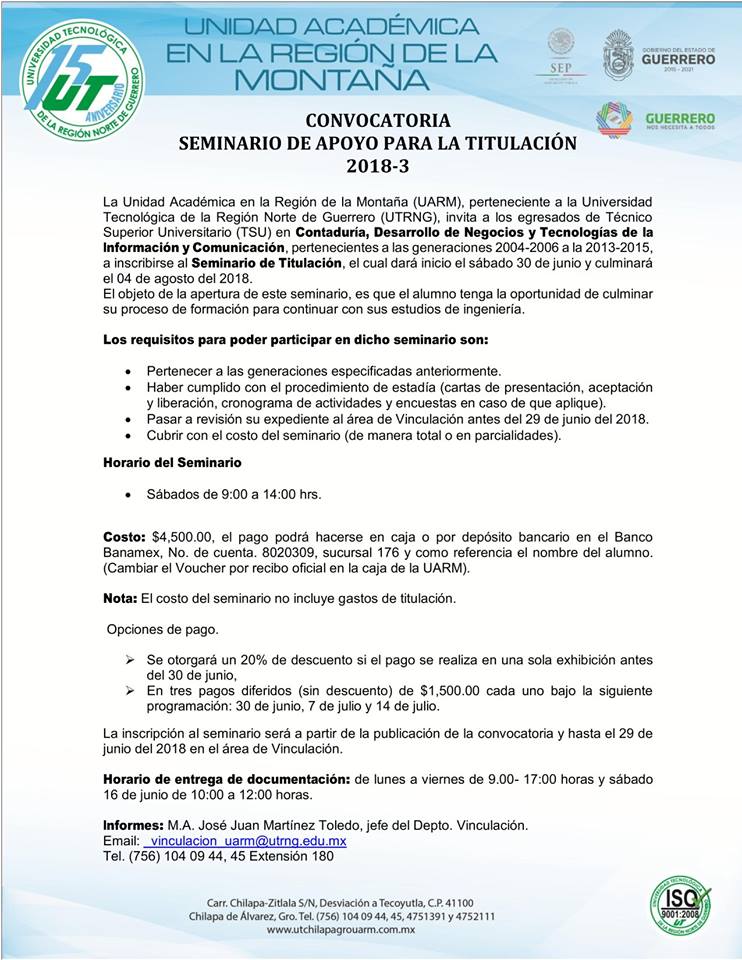 UNIDAD ACADÉMICA
EN LA REGIÓN DE LA
MONTAÑA
UNIVERSIDAD TECNOLÓGICA
15
UT
ANIVERSARIO
DE LA REGIÓN NORTE DE GUERRERO
SEP
GOBIERNO DEL ESTADO DE
GUERRERO
2015 - 2021
GUERRERO
NOS NECESITA A TODOS
CONVOCATORIA
SEMINARIO DE APOYO PARA LA TITULACIÓN
2018-3
La Unidad Académica en la Región de la Montaña (UARM), perteneciente a la Universidad
Tecnológica de la Región Norte de Guerrero (UTRNG), invita a los egresados de Técnico
Superior Universitario (TSU) en Contaduría, Desarrollo de Negocios y Tecnologías de la
Información y Comunicación, pertenecientes a las generaciones 2004-2006 a la 2013-2015,
a inscribirse al Seminario de Titulación, el cual dará inicio el sábado 30 de junio y culminará
el 04 de agosto del 2018.
El objeto de la apertura de este seminario, es que el alumno tenga la oportunidad de culminar
su proceso de formación para continuar con sus estudios de ingeniería.
Los requisitos para poder participar en dicho seminario son:
• Pertenecer a las generaciones especificadas anteriormente.
• Haber cumplido con el procedimiento de estadía (cartas de presentación, aceptación
y liberación, cronograma de actividades y encuestas en caso de que aplique).
• Pasar a revisión su expediente al área de Vinculación antes del 29 de junio del 2018.
• Cubrir con el costo del seminario (de manera total o en parcialidades).
Horario del Seminario
• Sábados de 9:00 a 14:00 hrs.
Costo: $4,500.00, el pago podrá hacerse en caja o por depósito bancario en el Banco
Banamex, No. de cuenta. 8020309, sucursal 176 y como referencia el nombre del alumno.
(Cambiar el Voucher por recibo oficial en la caja de la UARM).
Nota: El costo del seminario no incluye gastos de titulación.
Opciones de pago.
➢ Se otorgará un 20% de descuento si el pago se realiza en una sola exhibición antes
del 30 de junio,
➢ En tres pagos diferidos (sin descuento) de $1,500.00 cada uno bajo la siguiente
programación: 30 de junio, 7 de julio y 14 de julio.
La inscripción al seminario será a partir de la publicación de la convocatoria y hasta el 29 de
junio del 2018 en el área de Vinculación.
Horario de entrega de documentación: de lunes a viernes de 9.00- 17:00 horas y sábado
16 de junio de 10:00 a 12:00 horas.
Informes: M.A. José Juan Martínez Toledo, jefe del Depto. Vinculación.
Email: _vinculacion_uarm@utrng.edu.mx
Tel. (756) 104 09 44, 45 Extensión 180
Carr. Chilapa-Zitlala S/N, Desviación a Tecoyutla, C.P. 41100
Chilapa de Álvarez, Gro. Tel. (756) 104 09 44, 45, 4751391 y 4752111
www.utchilapagrouarm.com.mx
UNIVERSIDAD TECNOLÓGICA
ISO
9001:2008
UT
DE LA REGIÓN NORTE DE GUERRERO